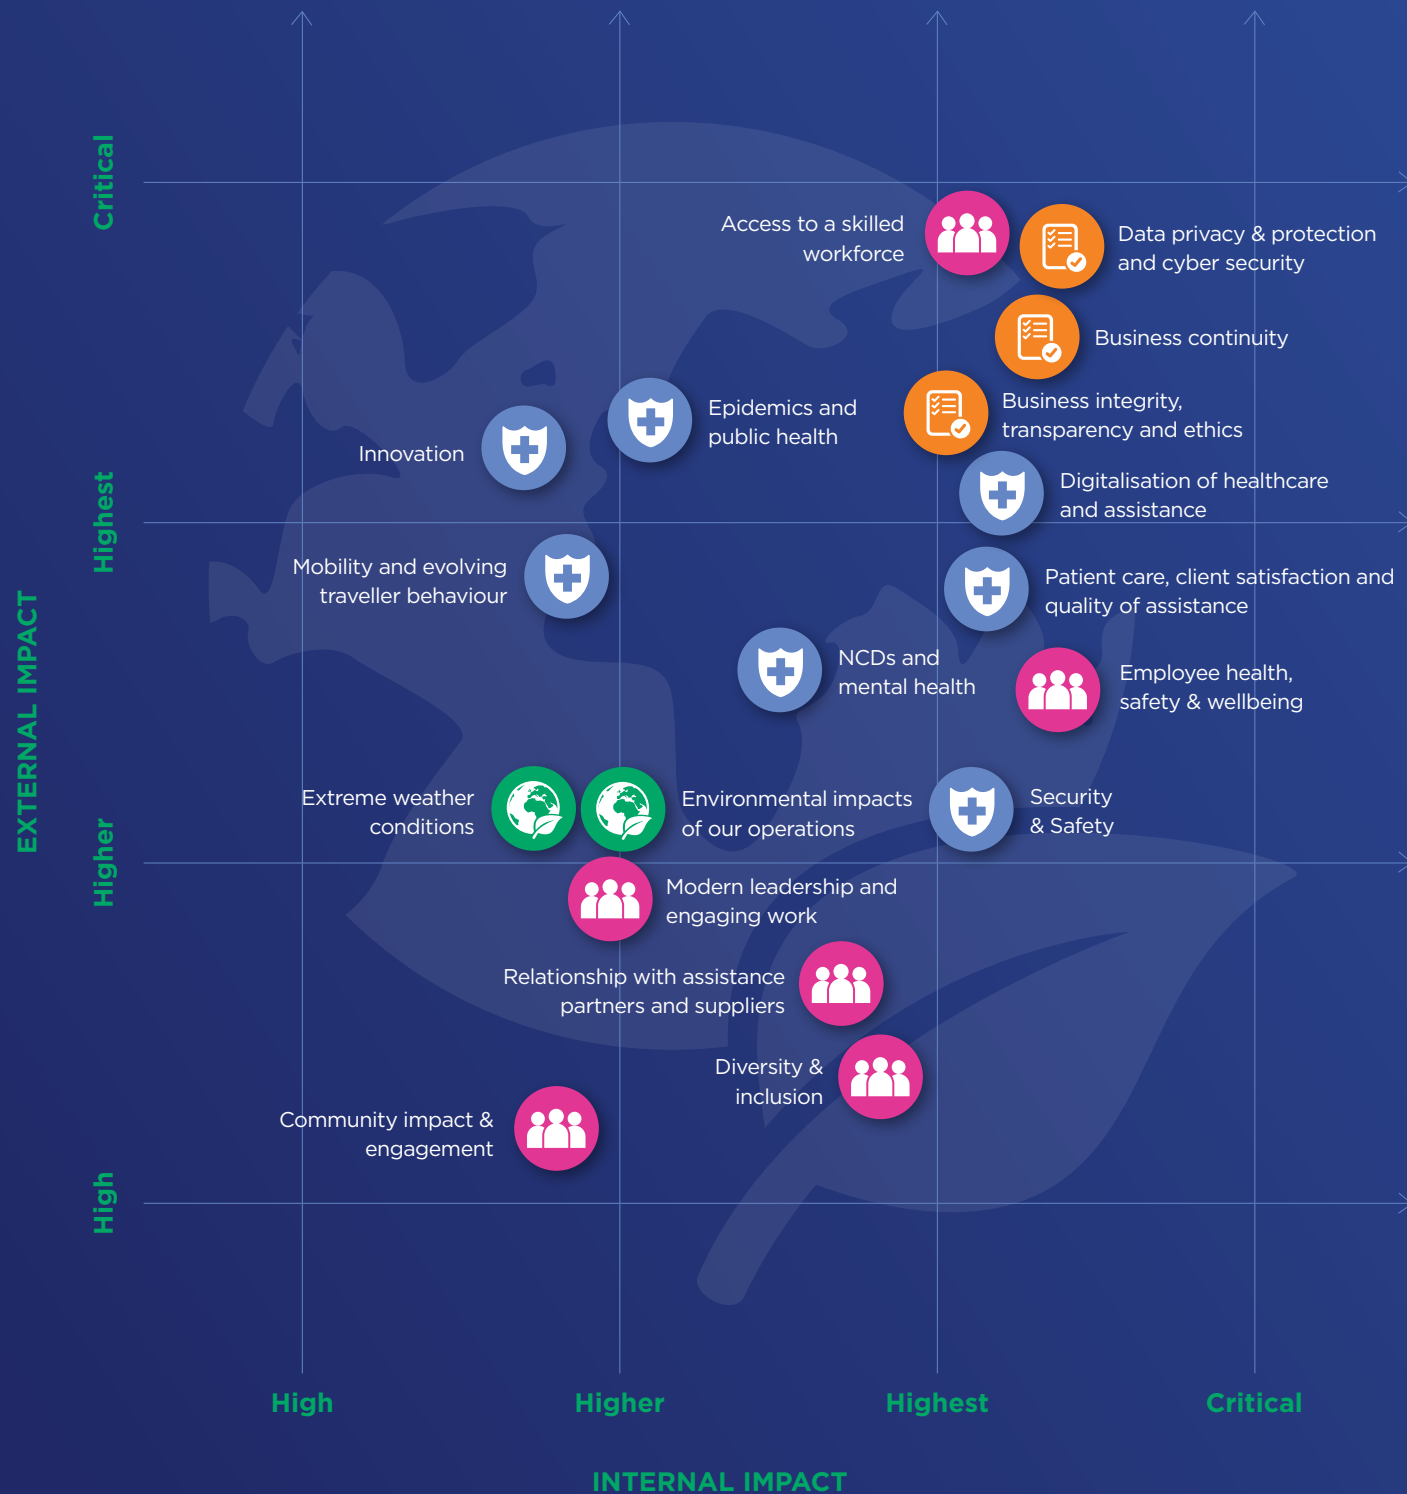 Critical
Access to a skilled
workforce
Data privacy & protection
and cyber security
Business continuity
Business integrity,
transparency and ethics
Epidemics and
public health
Innovation
Digitalisation of healthcare
and assistance
Highest
Mobility and evolving
traveller behaviour
Patient care, client satisfaction and
quality of assistance
NCDs and
mental health
Employee health,
safety & wellbeing
EXTERNAL IMPACT
Extreme weather
conditions
Environmental impacts
of our operations
Security
& Safety
Higher
Modern leadership and
engaging work
Relationship with assistance
partners and suppliers
Diversity &
inclusion
Community impact &
engagement
High
High
Higher
Highest
Critical
INTERNAL IMPACT